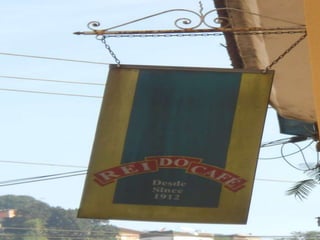 REI DO CAFÉ
Desde
Since
1912